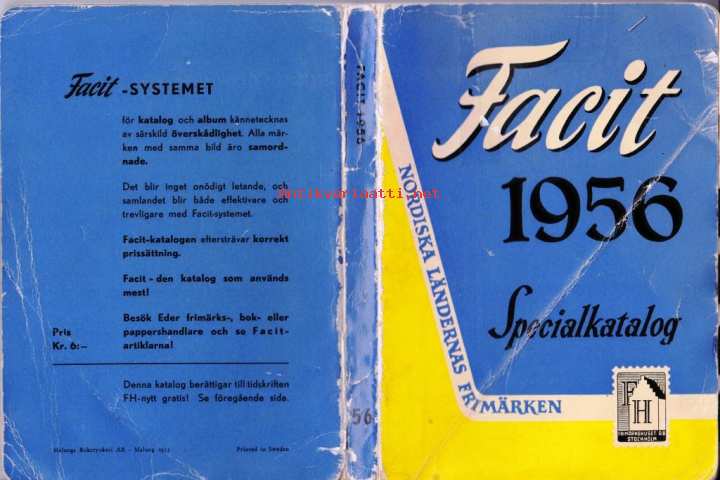 Facit -SYSTEMET
för katalog och album kännetecknas
av särskild överskådlighet. Alla mär-
ken med samma bild äro samord-
nade.
Det blir inget onödigt letande, och
samlandet blir både effektivare och
trevligare med Facit-systemet.
Facit-katalogen eftersträvar korrekt
prissättning.
Facit - den katalog som används
mest!
Besök Eder frimärks-, bok- eller
pappershandlare och se Facit-
artiklarna!
Pris
Kr. 6:–
Denna katalog berättigar till tidskriften
FH-nytt gratis! Se föregående side.
Malmö
Printed in Sweden
FACIT 1956
56
Facit
1956
NORDISKA LÄNDERNAS FRIMÄRKEN
Specialkatalog
FH
FRIMÄRKSHUSET A.B.
STOCKHOLM
antikvariaatti.net